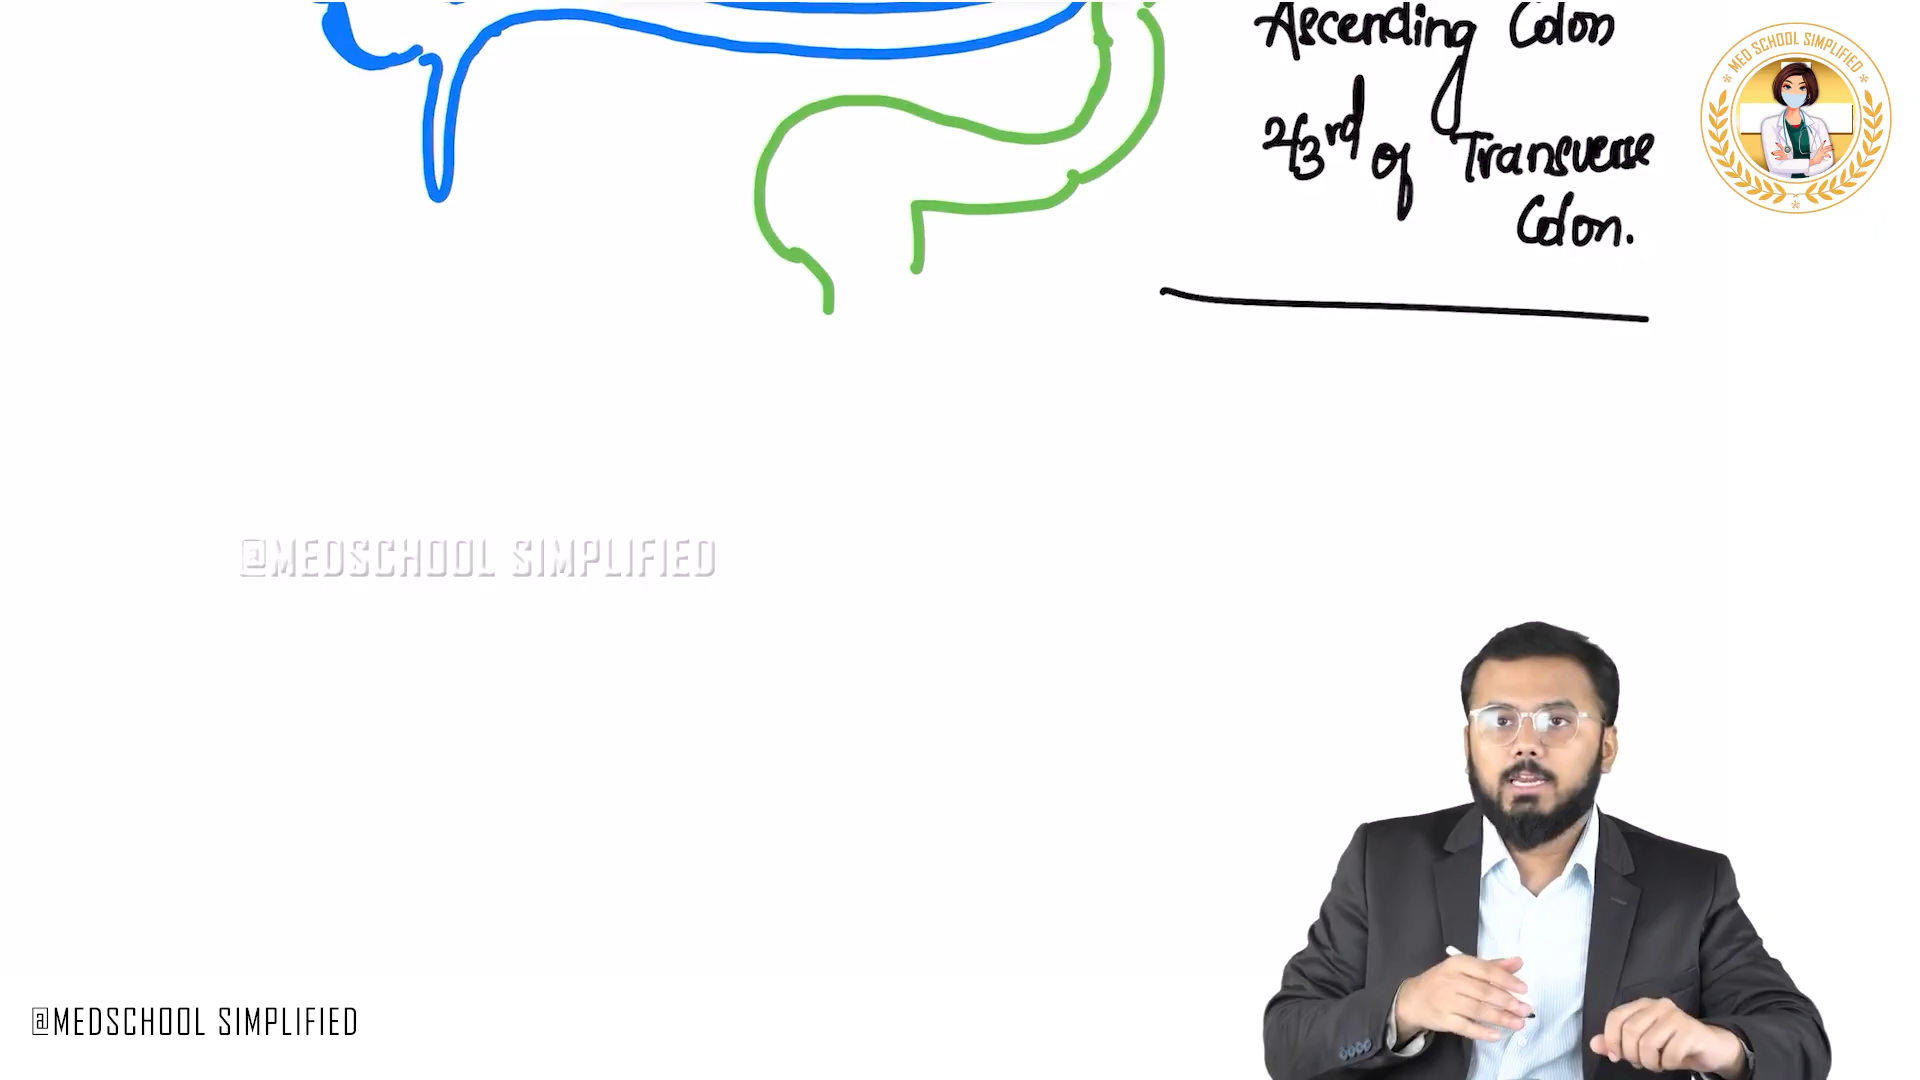 Ascending Colon
2/3rd of Transverse
Colon.
MED SCHOOL SIMPLIFIED
@MEDSCHOOL SIMPLIFIED
@MEDSCHOOL SIMPLIFIED